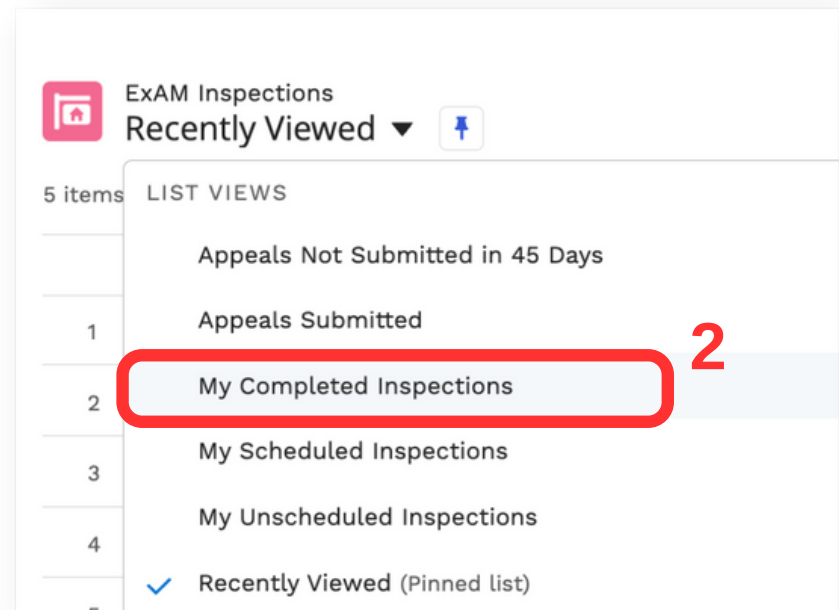 ExAM Inspections
Recently Viewed
5 items
LIST VIEWS
Appeals Not Submitted in 45 Days
1
Appeals Submitted
2
My Completed Inspections
2
3
My Scheduled Inspections
4
My Unscheduled Inspections
Recently Viewed (Pinned list)